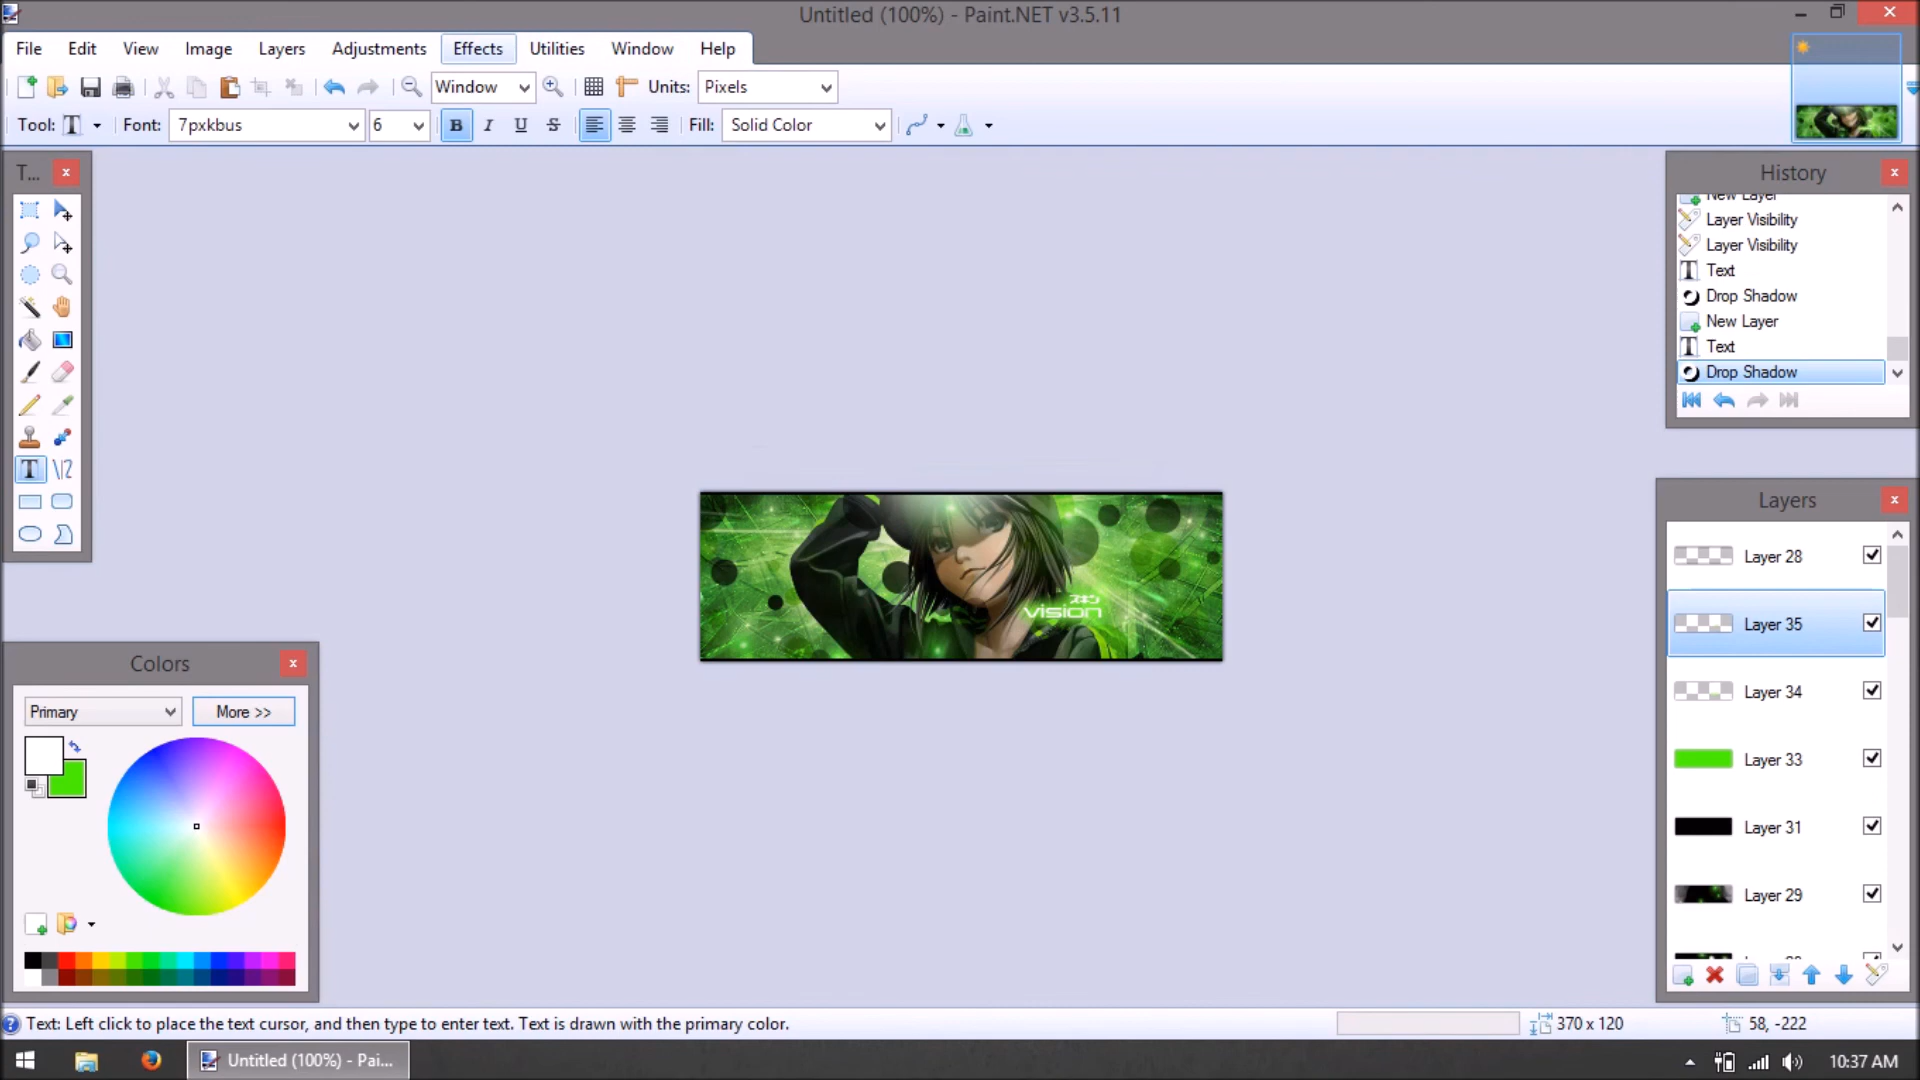 Untitled (100%) - Paint.NET v3.5.11
File Edit View Image Layers Adjustments Effects Utilities Window Help
Window Units: Pixels
Tool: Font: 7pxkbus 6 B I U S Fill: Solid Color
T...
History
New Layer
Layer Visibility
Layer Visibility
Text
Drop Shadow
New Layer
Text
Drop Shadow
スキン
vision
Layers
Layer 28
Layer 35
Layer 34
Layer 33
Layer 31
Layer 29
Colors
Primary More >>
Text: Left click to place the text cursor, and then type to enter text. Text is drawn with the primary color.
370 x 120 58, -222
Untitled (100%) - Pai... 10:37 AM